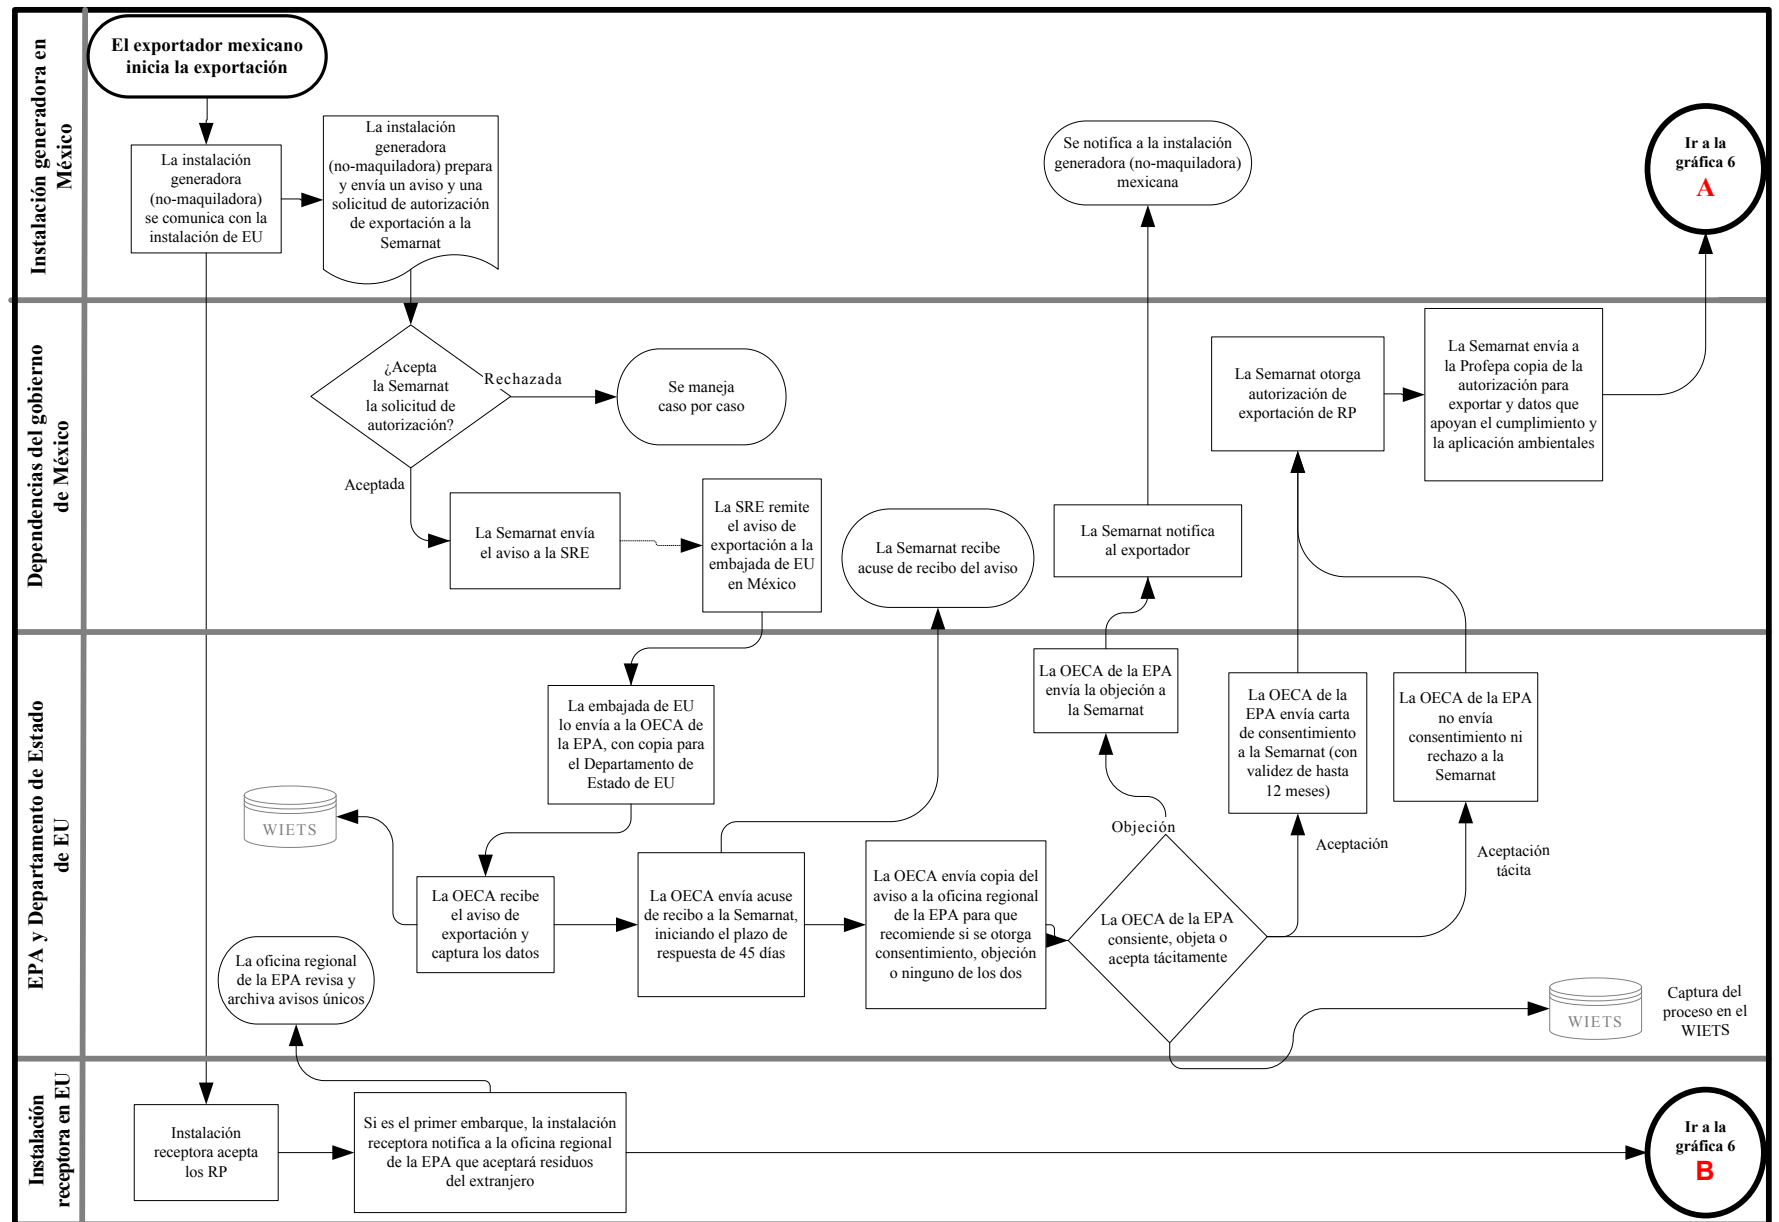 Instalación generadora en
México
El exportador mexicano
inicia la exportación
La instalación
generadora
(no-maquiladora)
se comunica con la
instalación de EU
La instalación
generadora
(no-maquiladora) prepara
y envía un aviso y una
solicitud de autorización
de exportación a la
Semarnat
Se notifica a la instalación
generadora (no-maquiladora)
mexicana
Ir a la
gráfica 6
A
Dependencias del gobierno
de México
¿Acepta
la Semarnat
la solicitud de
autorización?
Rechazada
Se maneja
caso por caso
Aceptada
La Semarnat envía
el aviso a la SRE
La SRE remite
el aviso de
exportación a la
embajada de EU
en México
La Semarnat recibe
acuse de recibo del aviso
La Semarnat notifica
al exportador
La Semarnat otorga
autorización de
exportación de RP
La Semarnat envía a
la Profepa copia de la
autorización para
exportar y datos que
apoyan el cumplimiento y
la aplicación ambientales
EPA y Departamento de Estado
de EU
La embajada de EU
lo envía a la OECA de
la EPA, con copia para
el Departamento de
Estado de EU
WIETS
La OECA recibe
el aviso de
exportación y
captura los datos
La OECA envía acuse
de recibo a la Semarnat,
iniciando el plazo de
respuesta de 45 días
La OECA envía copia del
aviso a la oficina regional
de la EPA para que
recomiende si se otorga
consentimiento, objeción
o ninguno de los dos
La OECA de la EPA
envía la objeción a
la Semarnat
Objeción
La OECA de la EPA
consiente, objeta o
acepta tácitamente
La OECA de la
EPA envía carta
de consentimiento
a la Semarnat (con
validez de hasta
12 meses)
Aceptación
La OECA de la EPA
no envía
consentimiento ni
rechazo a la
Semarnat
Aceptación
tácita
La oficina regional
de la EPA revisa y
archiva avisos únicos
WIETS
Captura del
proceso en el
WIETS
Instalación
receptora en EU
Instalación
receptora acepta
los RP
Si es el primer embarque, la instalación
receptora notifica a la oficina regional
de la EPA que aceptará residuos
del extranjero
Ir a la
gráfica 6
B